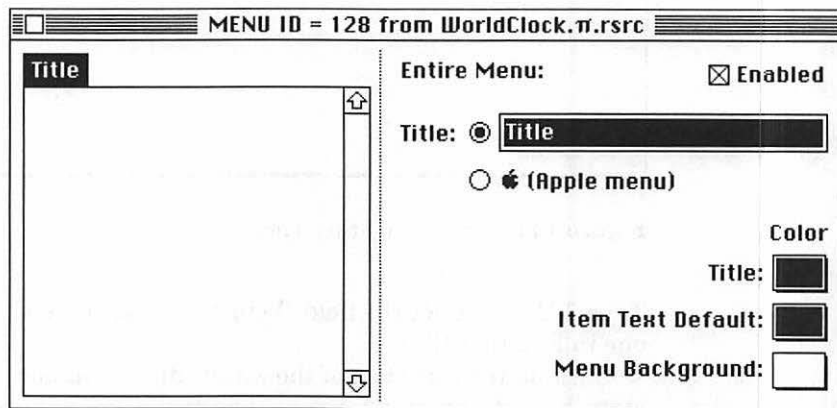 MENU ID = 128 from WorldClock.π.rsrc
Title
Entire Menu:
Enabled
Title:
Title
(Apple menu)
Color
Title:
Item Text Default:
Menu Background: